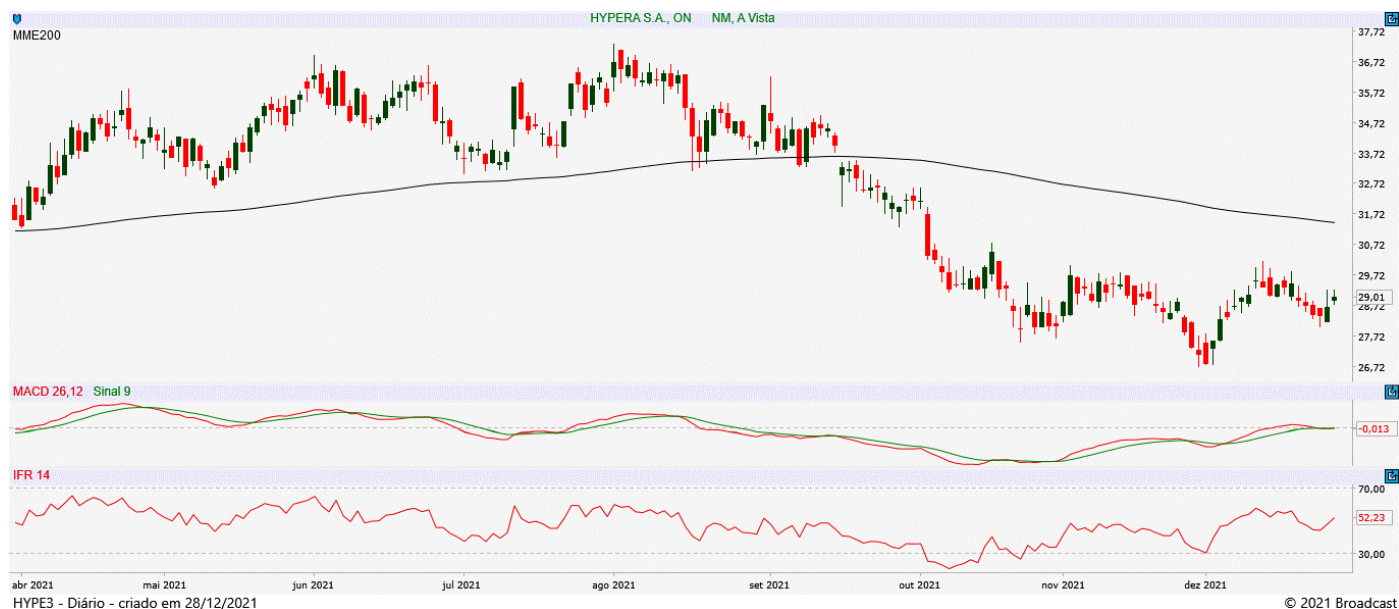 HYPERA S.A., ON NM, A Vista
MME200
37,72
36,72
35,72
34,72
33,72
32,72
31,72
30,72
29,72
29,01
28,72
27,72
26,72
MACD 26,12 Sinal 9
-0,013
IFR 14
70,00
52,23
30,00
abr 2021 mai 2021 jun 2021 jul 2021 ago 2021 set 2021 out 2021 nov 2021 dez 2021
HYPE3 - Diário - criado em 28/12/2021 © 2021 Broadcast